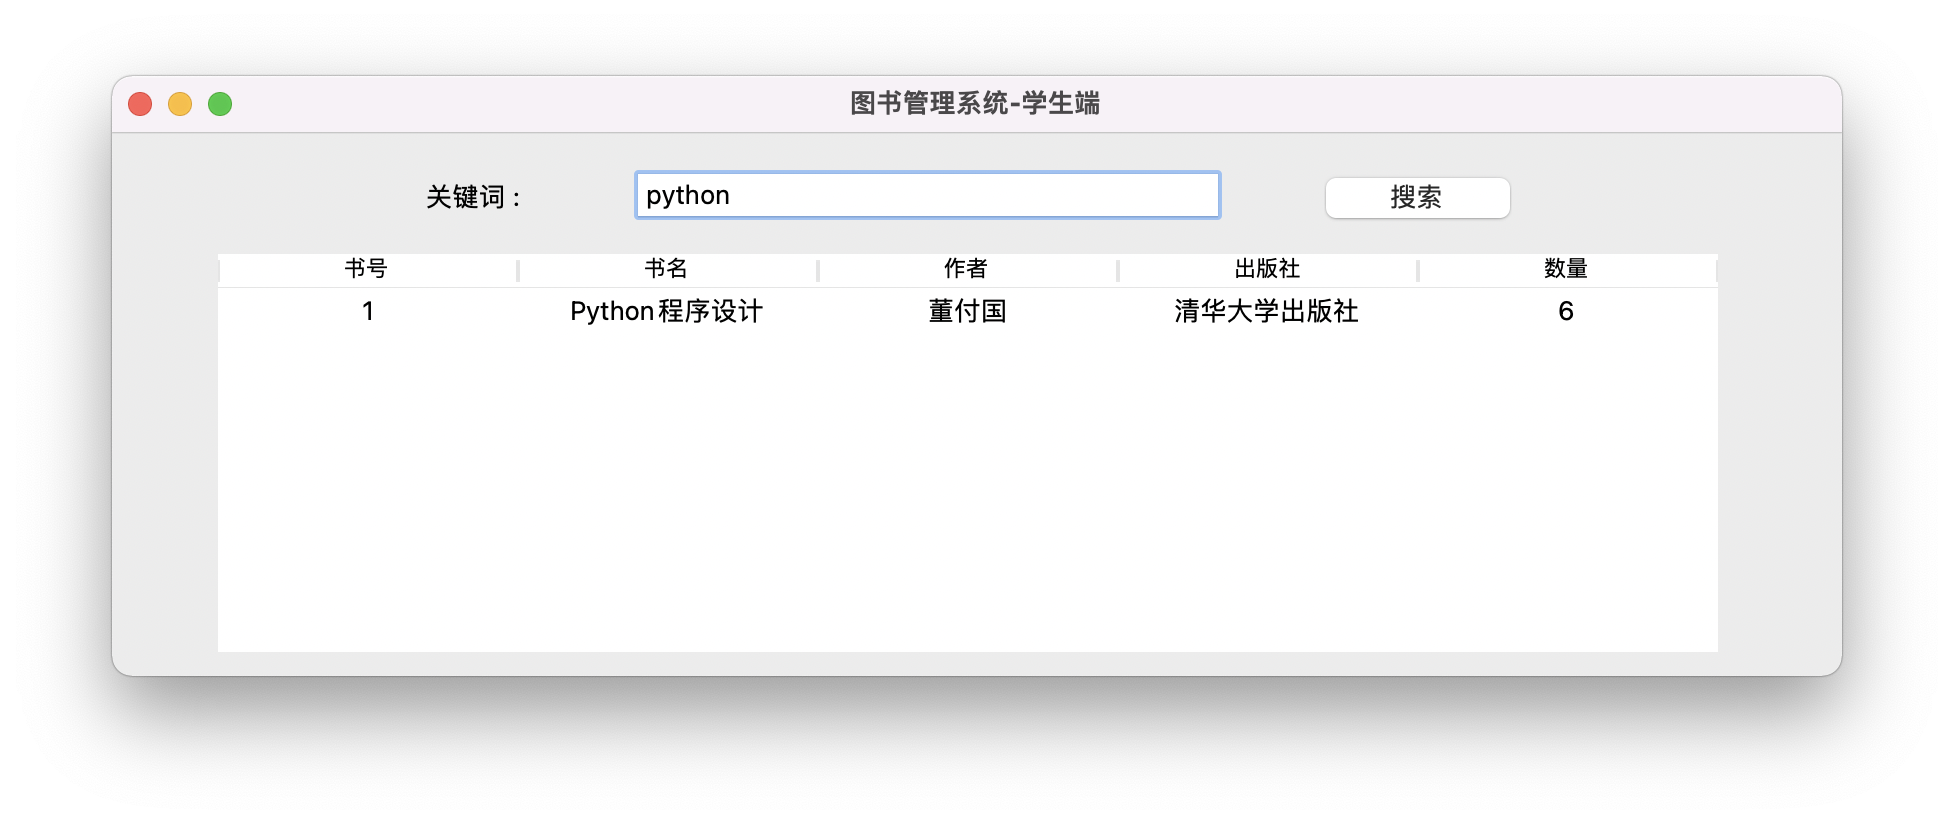 图书管理系统-学生端
关键词： python 搜索
书号 书名 作者 出版社 数量
1 Python程序设计 董付国 清华大学出版社 6